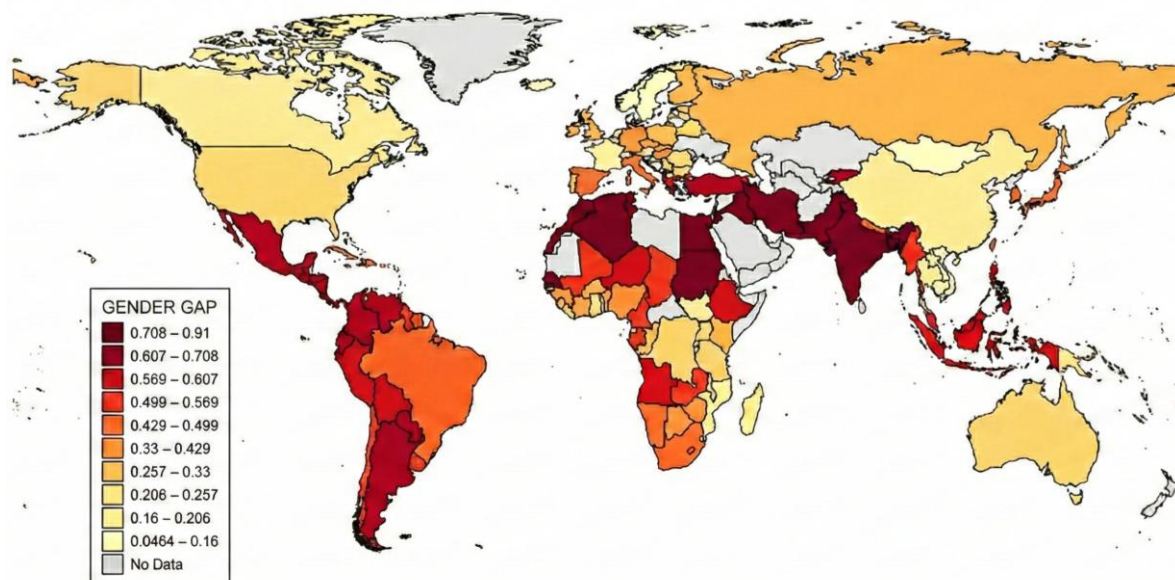 GENDER GAP
0.708 – 0.91
0.607 – 0.708
0.569 – 0.607
0.499 – 0.569
0.429 – 0.499
0.33 – 0.429
0.257 – 0.33
0.206 – 0.257
0.16 – 0.206
0.0464 – 0.16
No Data